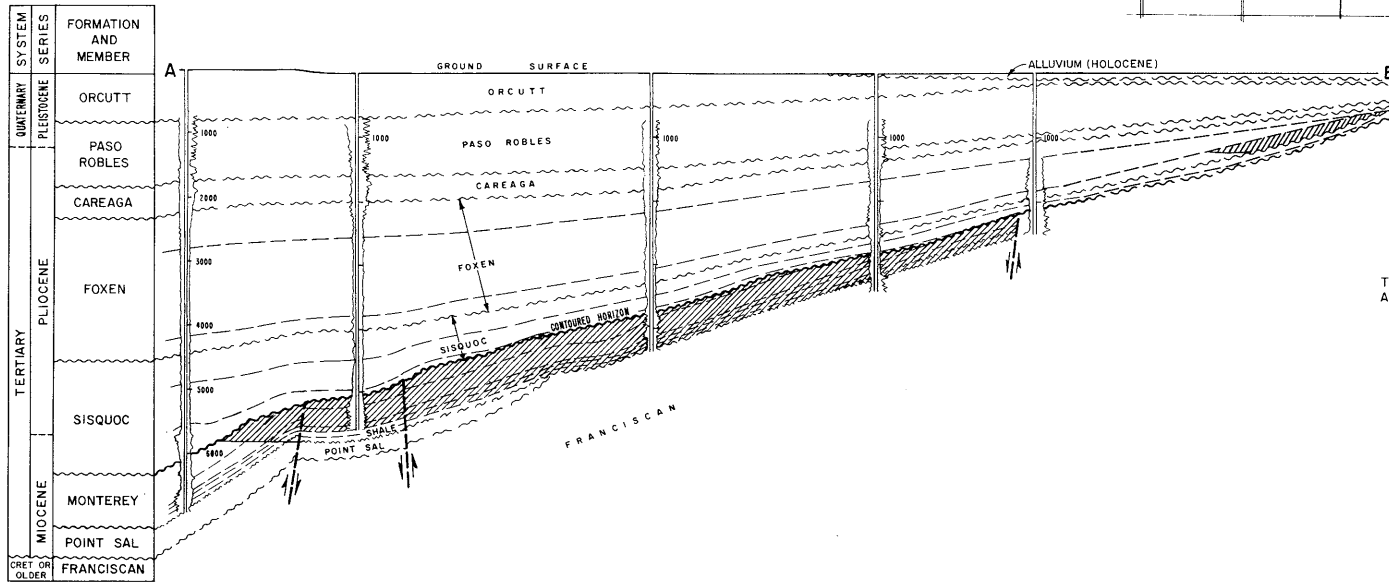 SYSTEM
SERIES
FORMATION
AND
MEMBER
QUATERNARY
PLEISTOCENE
ORCUTT
PASO
ROBLES
CAREAGA
TERTIARY
PLIOCENE
FOXEN
SISQUOC
MIOCENE
MONTEREY
POINT SAL
CRET OR
OLDER
FRANCISCAN
A
GROUND SURFACE
ALLUVIUM (HOLOCENE)
ORCUTT
1000
1000
1000
1000
1000
PASO ROBLES
CAREAGA
2000
3000
FOXEN
4000
CONTOURED HORIZON
SISQUOC
5000
SHALE
POINT SAL
6000
FRANCISCAN
T
A